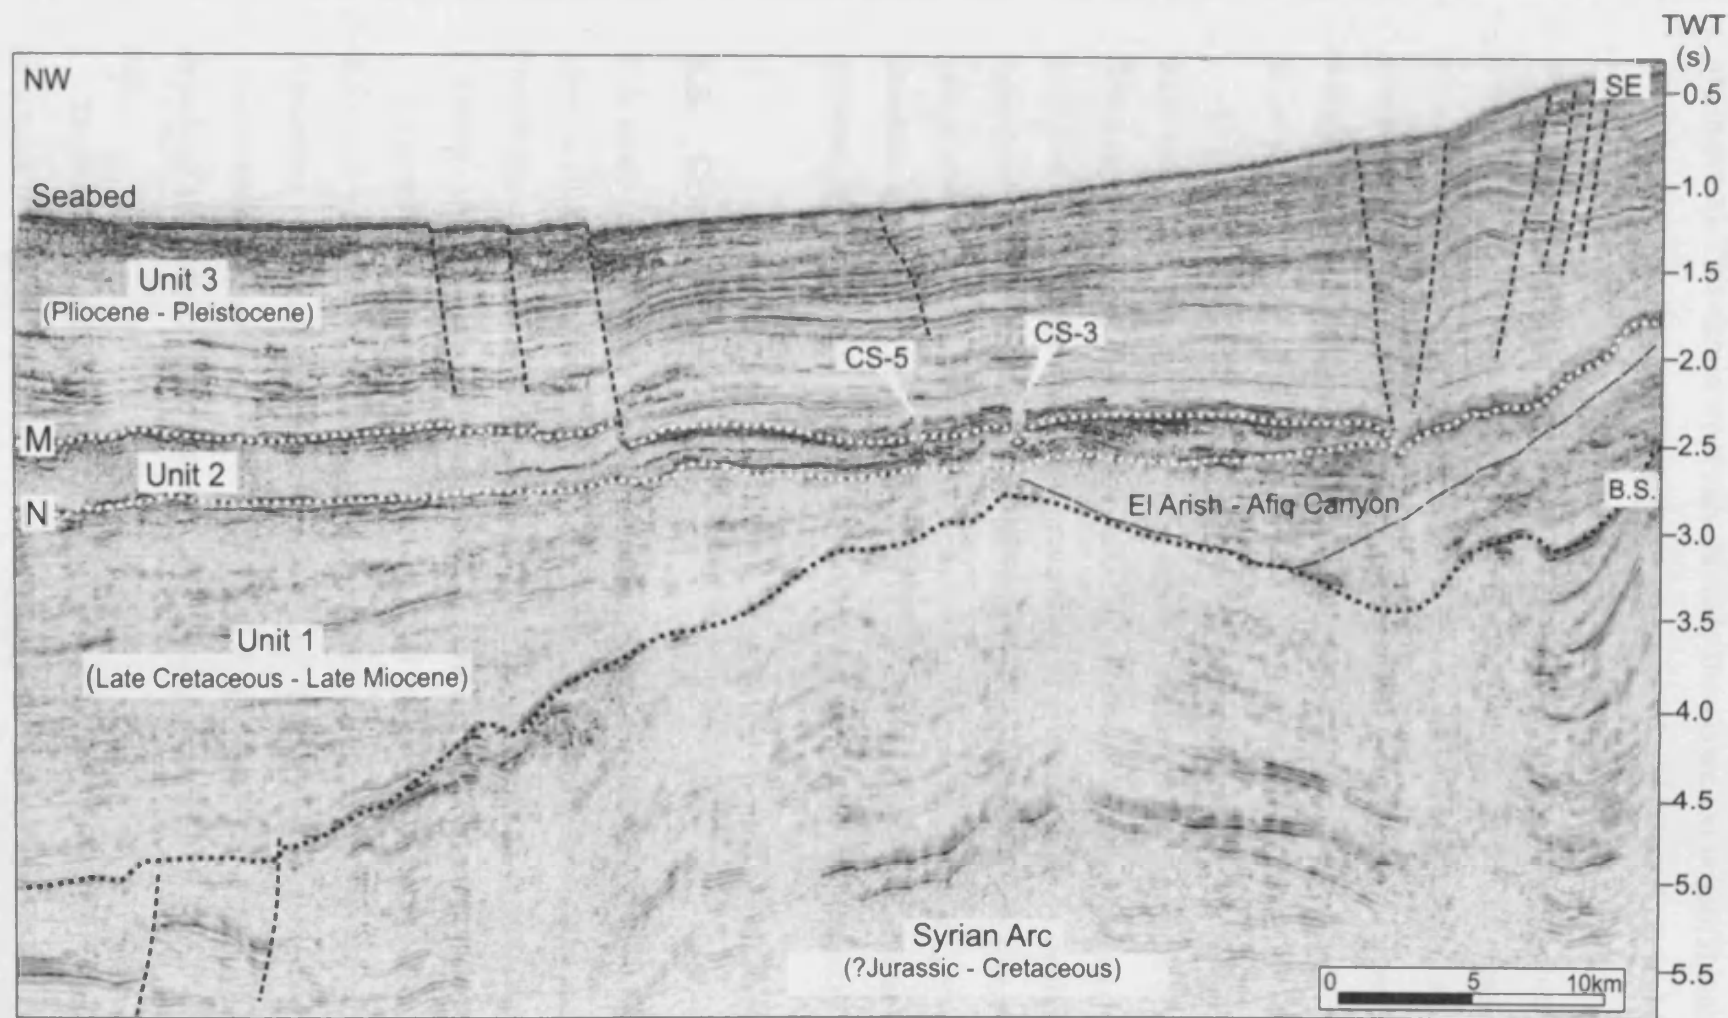 TWT
(s)
NW
SE
0.5
Seabed
1.0
Unit 3
(Pliocene - Pleistocene)
1.5
CS-5
CS-3
2.0
M
Unit 2
2.5
N
El Arish - Afiq Canyon
B.S.
3.0
Unit 1
(Late Cretaceous - Late Miocene)
3.5
4.0
4.5
5.0
Syrian Arc
(?Jurassic - Cretaceous)
5.5
0 5 10km